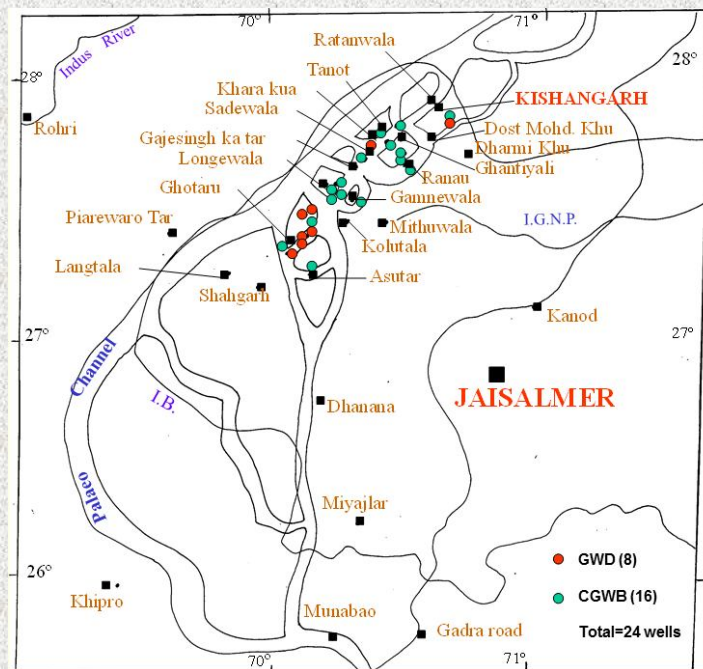 70°
71°
28°
28°
Indus River
Ratanwala
Tanot
Khara kua
KISHANGARH
Sadewala
Rohri
Dost Mohd. Khu
Gajesingh ka tar
Dharmi Khu
Longewala
Ghantiyali
Ranau
Ghotaru
Gamnewala
Piarewaro Tar
Mithuwala
I.G.N.P.
Kolutala
Langtala
Asutar
Shahgarh
Kanod
27°
27°
Channel
JAISALMER
I.B.
Dhanana
Palaeo
Miyajlar
26°
GWD (8)
Khipro
CGWB (16)
Munabao
Gadra road
Total=24 wells
70°
71°